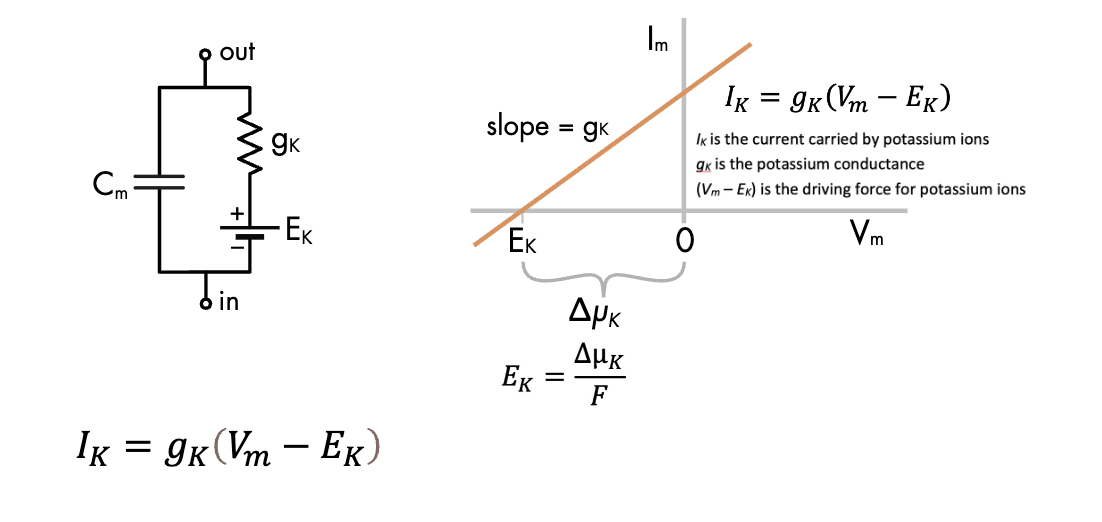 out
gK
Cm
+
EK
−
in
Im
slope = gK
IK = gK(Vm − EK)
IK is the current carried by potassium ions
gK is the potassium conductance
(Vm – EK) is the driving force for potassium ions
EK
0
Vm
ΔμK
EK = ΔμK / F
IK = gK(Vm − EK)